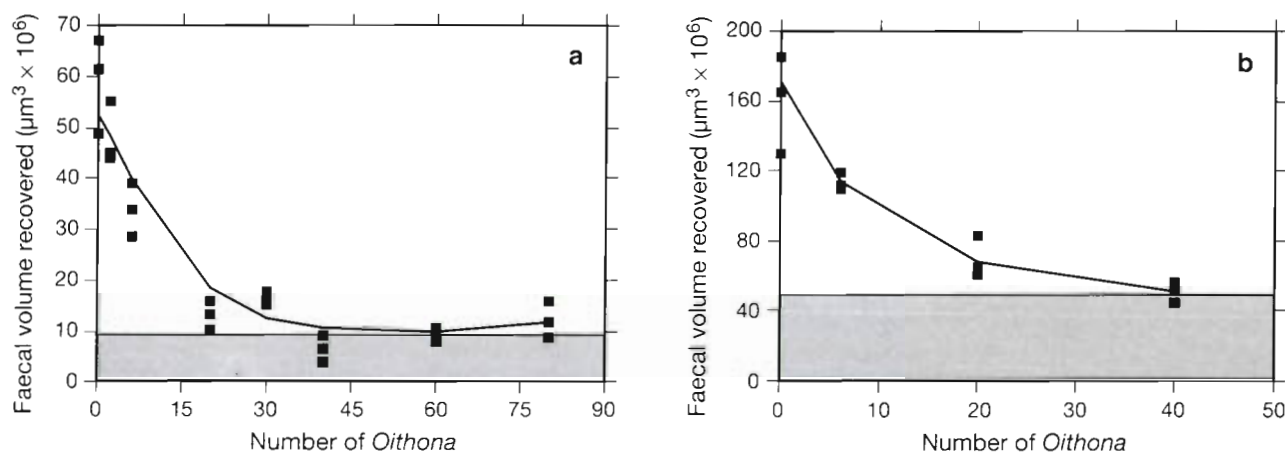 a
Faecal volume recovered (µm³ × 10⁶)
70
60
50
40
30
20
10
0
0 15 30 45 60 75 90
Number of Oithona
b
Faecal volume recovered (µm³ × 10⁶)
200
160
120
80
40
0
0 10 20 30 40 50
Number of Oithona